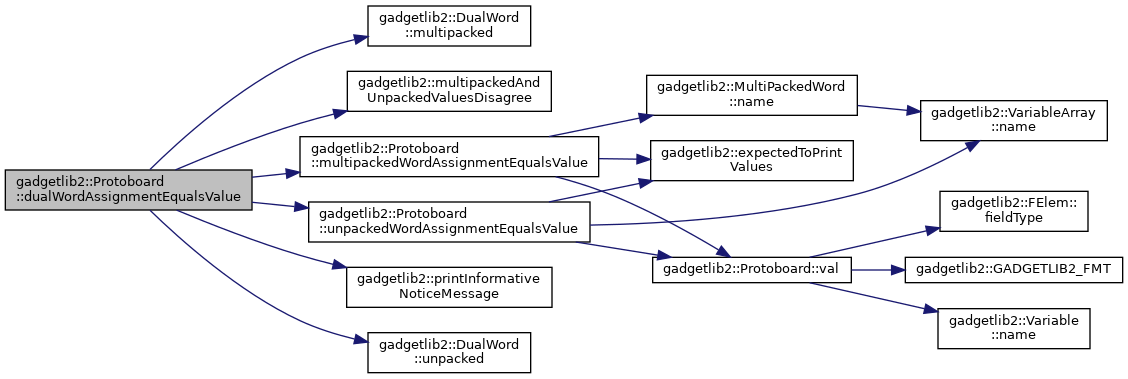 gadgetlib2::Protoboard
::dualWordAssignmentEqualsValue
gadgetlib2::DualWord
::multipacked
gadgetlib2::multipackedAnd
UnpackedValuesDisagree
gadgetlib2::Protoboard
::multipackedWordAssignmentEqualsValue
gadgetlib2::Protoboard
::unpackedWordAssignmentEqualsValue
gadgetlib2::printInformative
NoticeMessage
gadgetlib2::DualWord
::unpacked
gadgetlib2::MultiPackedWord
::name
gadgetlib2::expectedToPrint
Values
gadgetlib2::Protoboard::val
gadgetlib2::VariableArray
::name
gadgetlib2::FElem::
fieldType
gadgetlib2::GADGETLIB2_FMT
gadgetlib2::Variable
::name